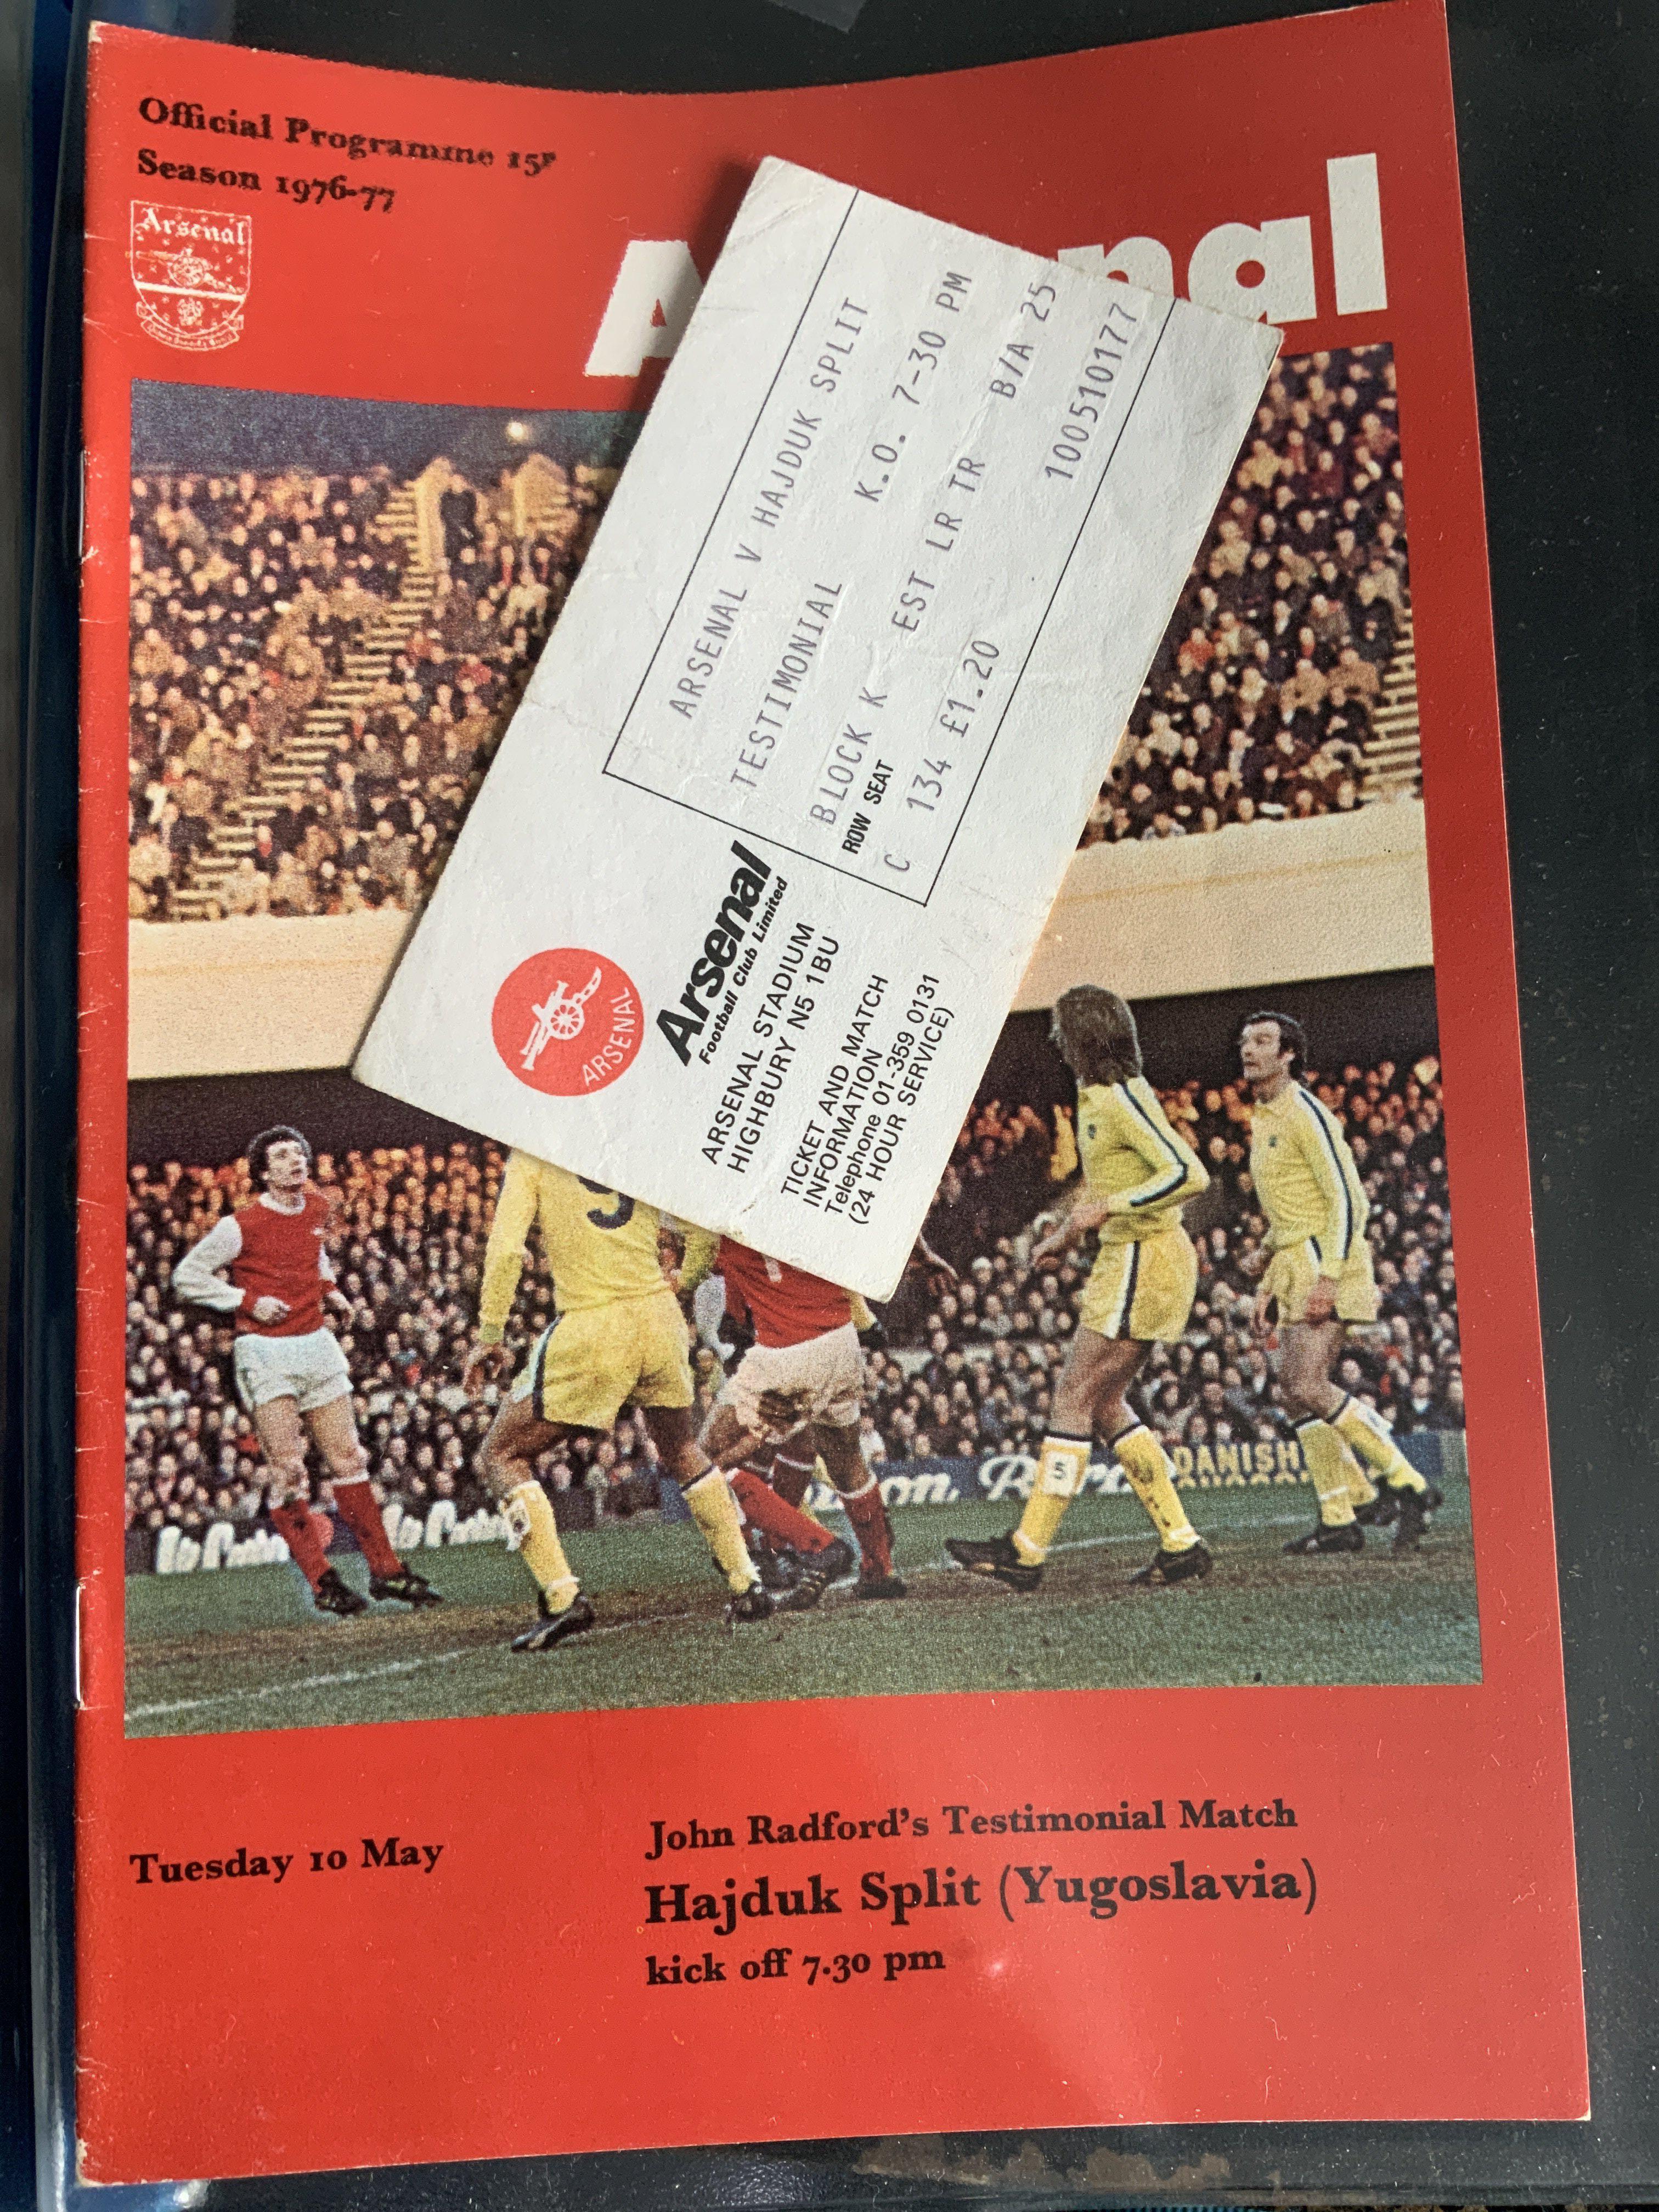 Official Programme 15p
Season 1976-77
Arsenal
ARSENAL V HAJDUK SPLIT
TESTIMONIAL K.O. 7-30 PM
BLOCK K EST LR TR B/A 25
ROW SEAT
C 134 £1.20 100510177
ARSENAL
Arsenal
Football Club Limited
ARSENAL STADIUM
HIGHBURY N5 1BU
TICKET AND MATCH
INFORMATION
Telephone 01-359 0131
(24 HOUR SERVICE)
9
5
DANISH
Tuesday 10 May
John Radford's Testimonial Match
Hajduk Split (Yugoslavia)
kick off 7.30 pm